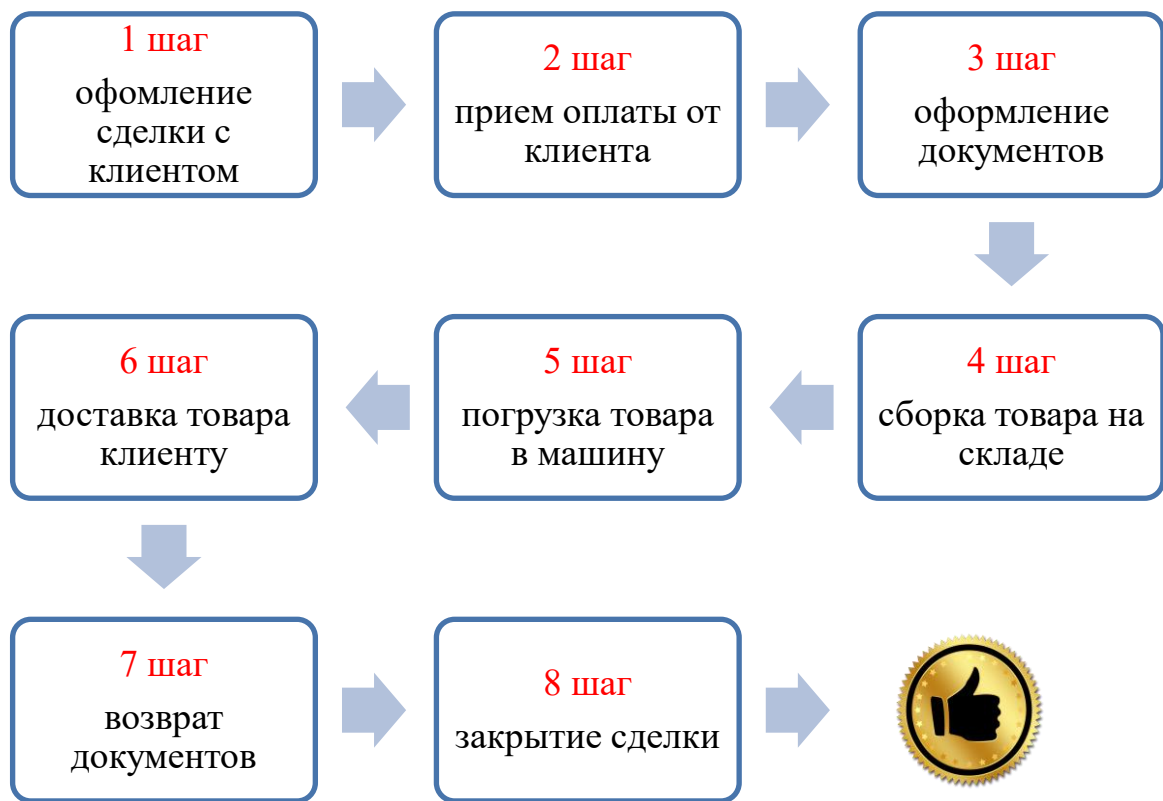 1 шаг
офомление
сделки с
клиентом
2 шаг
прием оплаты от
клиента
3 шаг
оформление
документов
4 шаг
сборка товара на
складе
5 шаг
погрузка товара
в машину
6 шаг
доставка товара
клиенту
7 шаг
возврат
документов
8 шаг
закрытие сделки